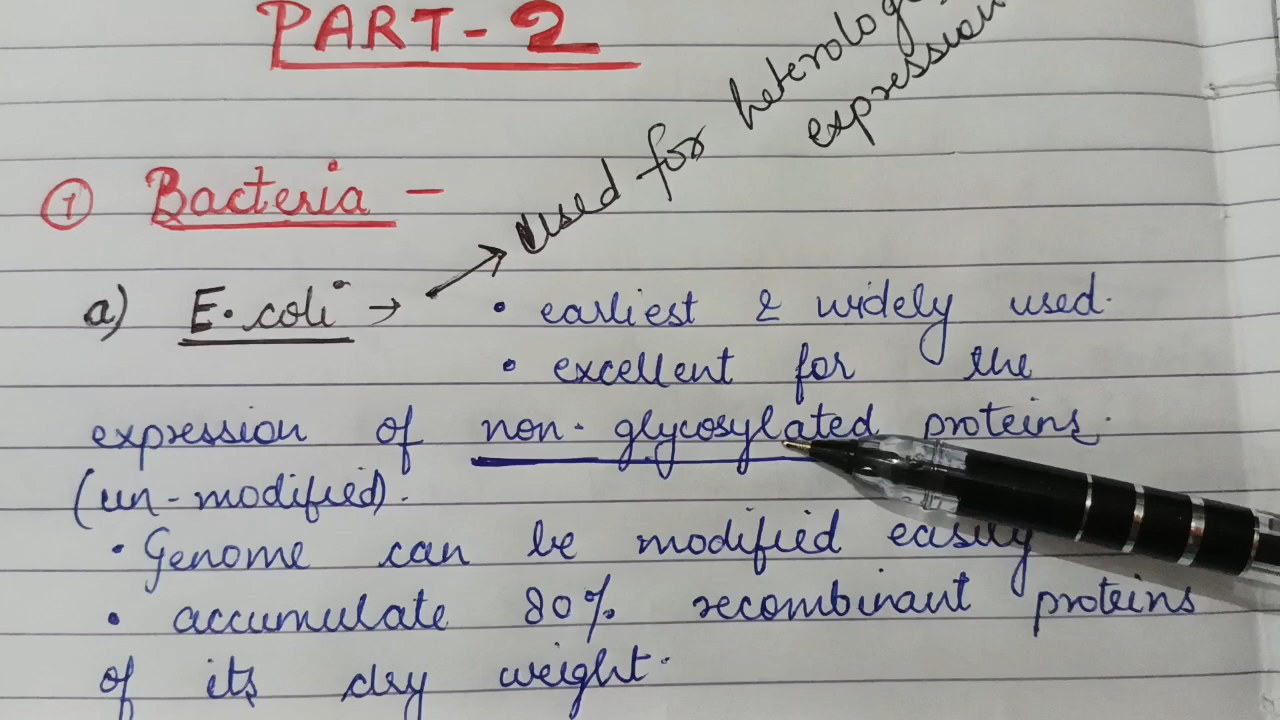 PART-2
① Bacteria -
a) E. coli → → Used for
heterolog
expression
• earliest & widely used.
• excellent for the
expression of non-glycosylated proteins.
(un-modified).
• Genome can be modified easily
• accumulate 80% recombinant proteins
of its dry weight.